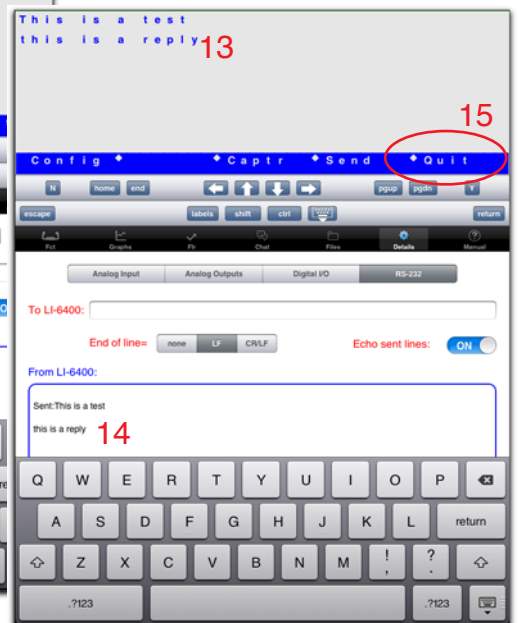 This is a test
this is a reply
13
15
Config Captr Send Quit
N home end pgup pgdn Y
escape labels shift ctrl return
Fct Graphs Flr Chat Files Details Manual
Analog Input Analog Outputs Digital I/O RS-232
To LI-6400:
End of line= none LF CR/LF Echo sent lines: ON
From LI-6400:
Sent:This is a test
this is a reply
14
Q W E R T Y U I O P
A S D F G H J K L return
Z X C V B N M ! , ? .
.?123 .?123